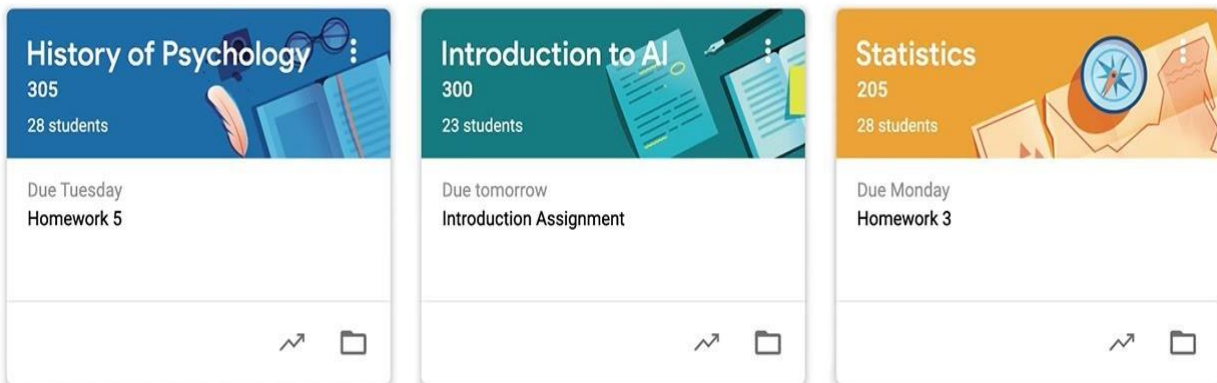 History of Psychology
305
28 students
Due Tuesday
Homework 5
Introduction to AI
300
23 students
Due tomorrow
Introduction Assignment
Statistics
205
28 students
Due Monday
Homework 3